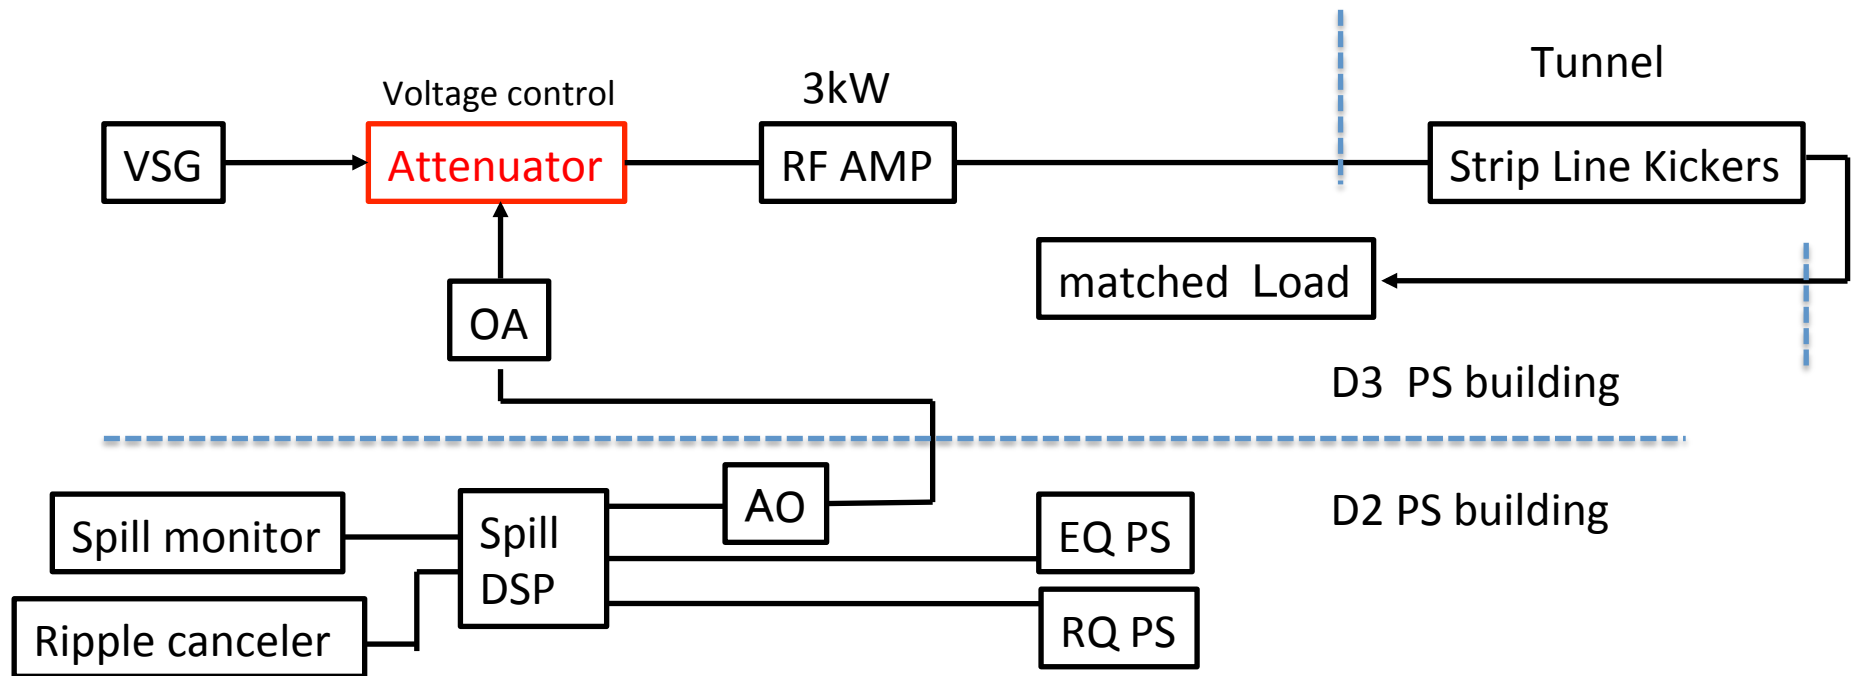 Tunnel
3kW
Voltage control
VSG
Attenuator
RF AMP
Strip Line Kickers
matched Load
OA
D3 PS building
AO
D2 PS building
Spill monitor
Spill
DSP
EQ PS
Ripple canceler
RQ PS